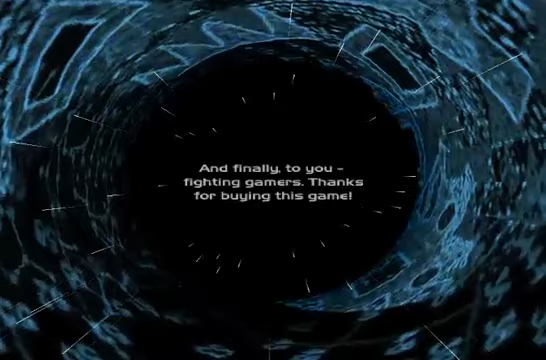 And finally, to you -
fighting gamers. Thanks
for buying this game!